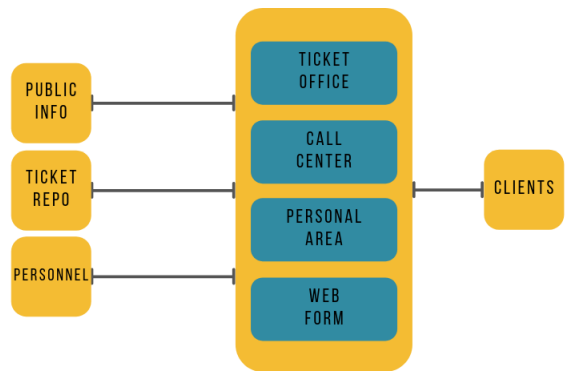 PUBLIC
INFO
TICKET
REPO
PERSONNEL
TICKET
OFFICE
CALL
CENTER
PERSONAL
AREA
WEB
FORM
CLIENTS